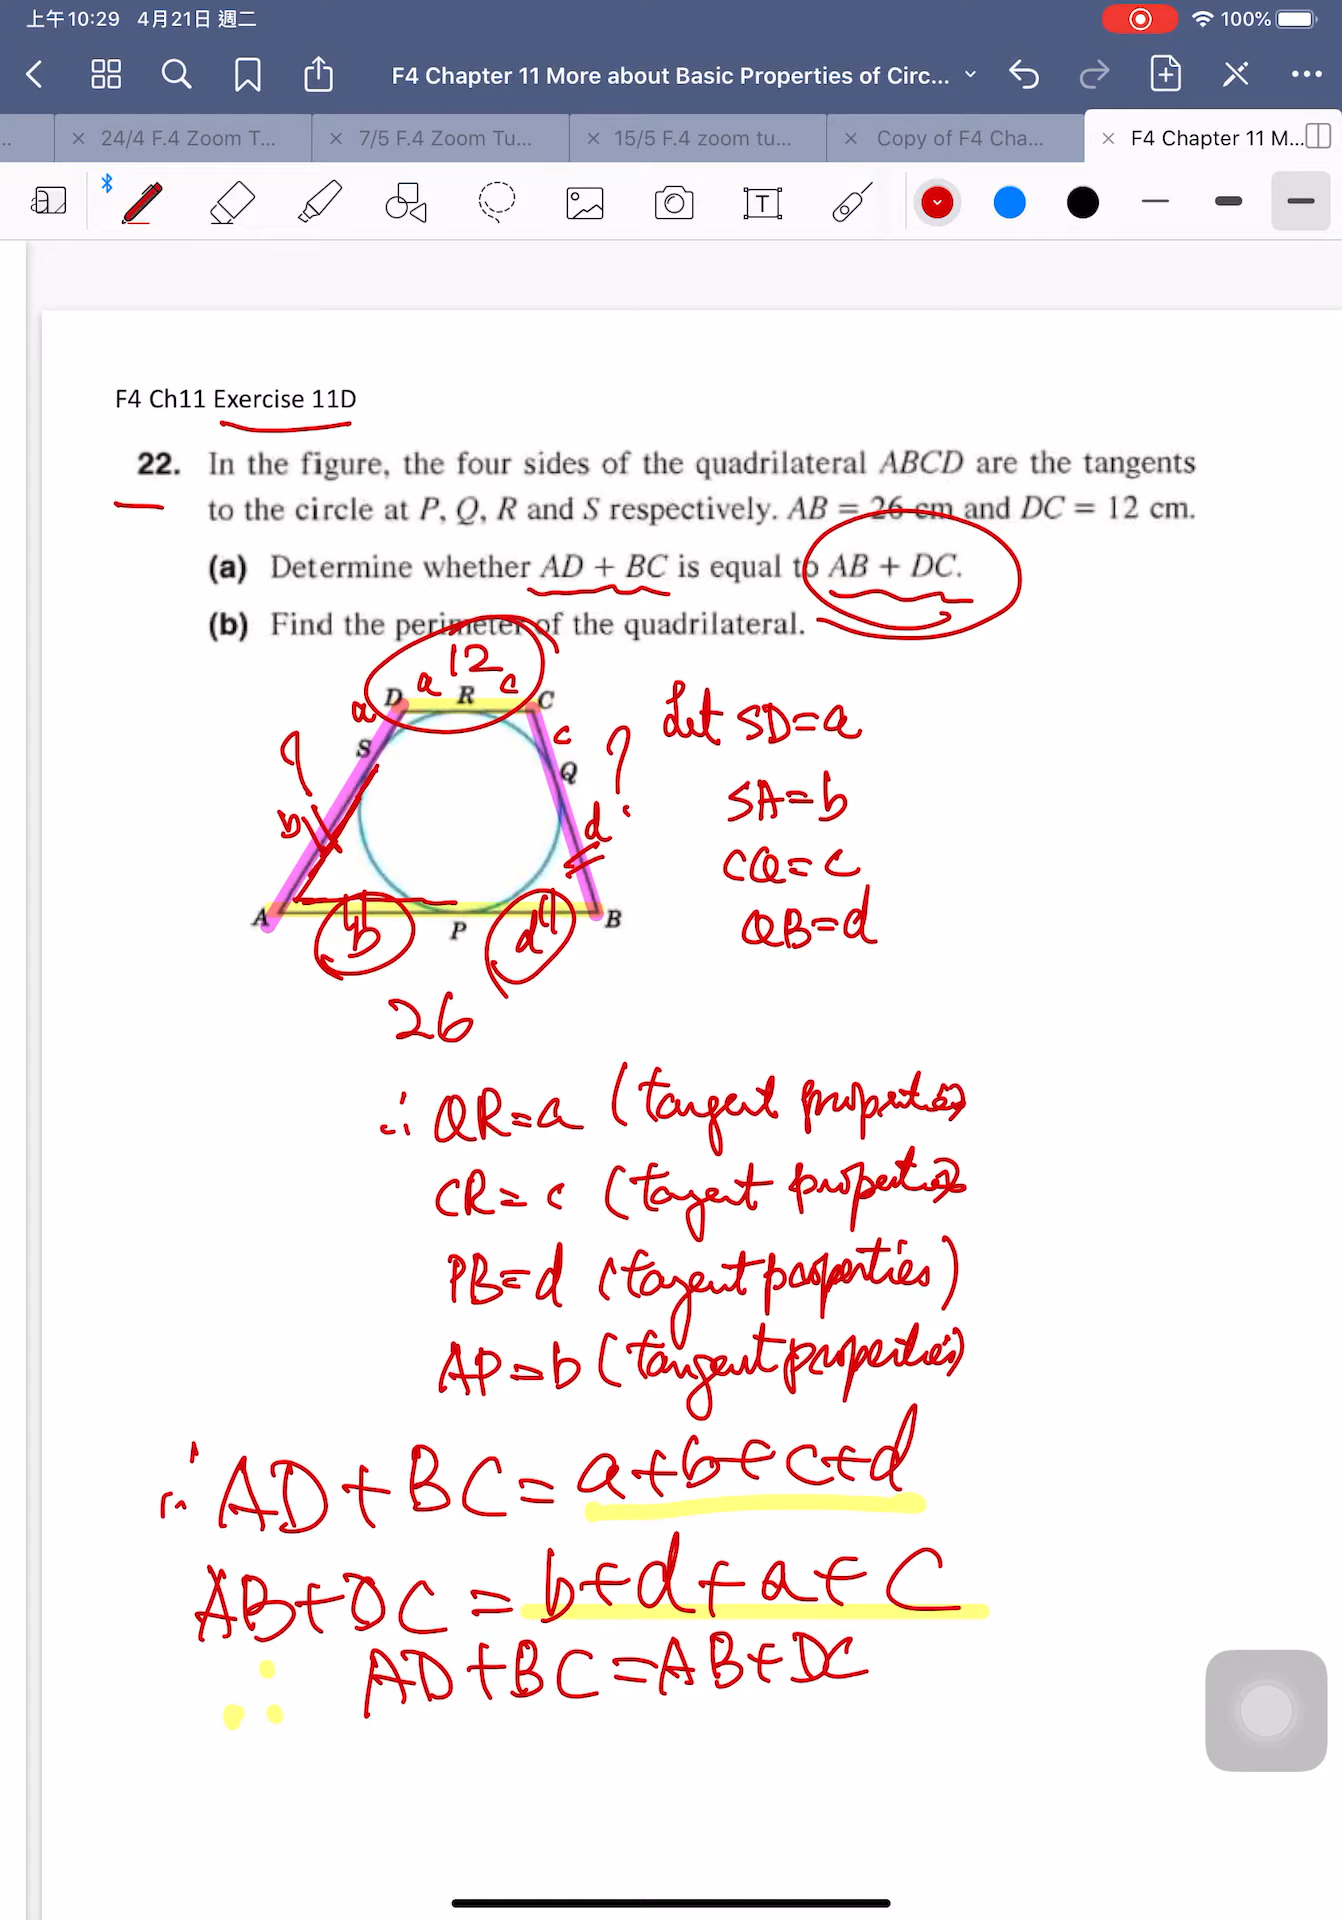 上午10:29 4月21日 週二
100%
F4 Chapter 11 More about Basic Properties of Circ...
24/4 F.4 Zoom T...
7/5 F.4 Zoom Tu...
15/5 F.4 zoom tu...
Copy of F4 Cha...
F4 Chapter 11 M...
F4 Ch11 Exercise 11D
22. In the figure, the four sides of the quadrilateral ABCD are the tangents
to the circle at P, Q, R and S respectively. AB = 26 cm and DC = 12 cm.
(a) Determine whether AD + BC is equal to AB + DC.
(b) Find the perimeter of the quadrilateral.
12
D a R c C
a
S
c
Q
?
?
b
d
A
b
P
d
B
26
Let SD=a
SA=b
CQ=c
QB=d
∴ QR=a (tangent properties
CR=c (tangent properties
PB=d (tangent properties)
AP=b (tangent properties)
∴ AD+BC=a+b+c+d
AB+DC=b+d+a+c
∴ AD+BC=AB+DC